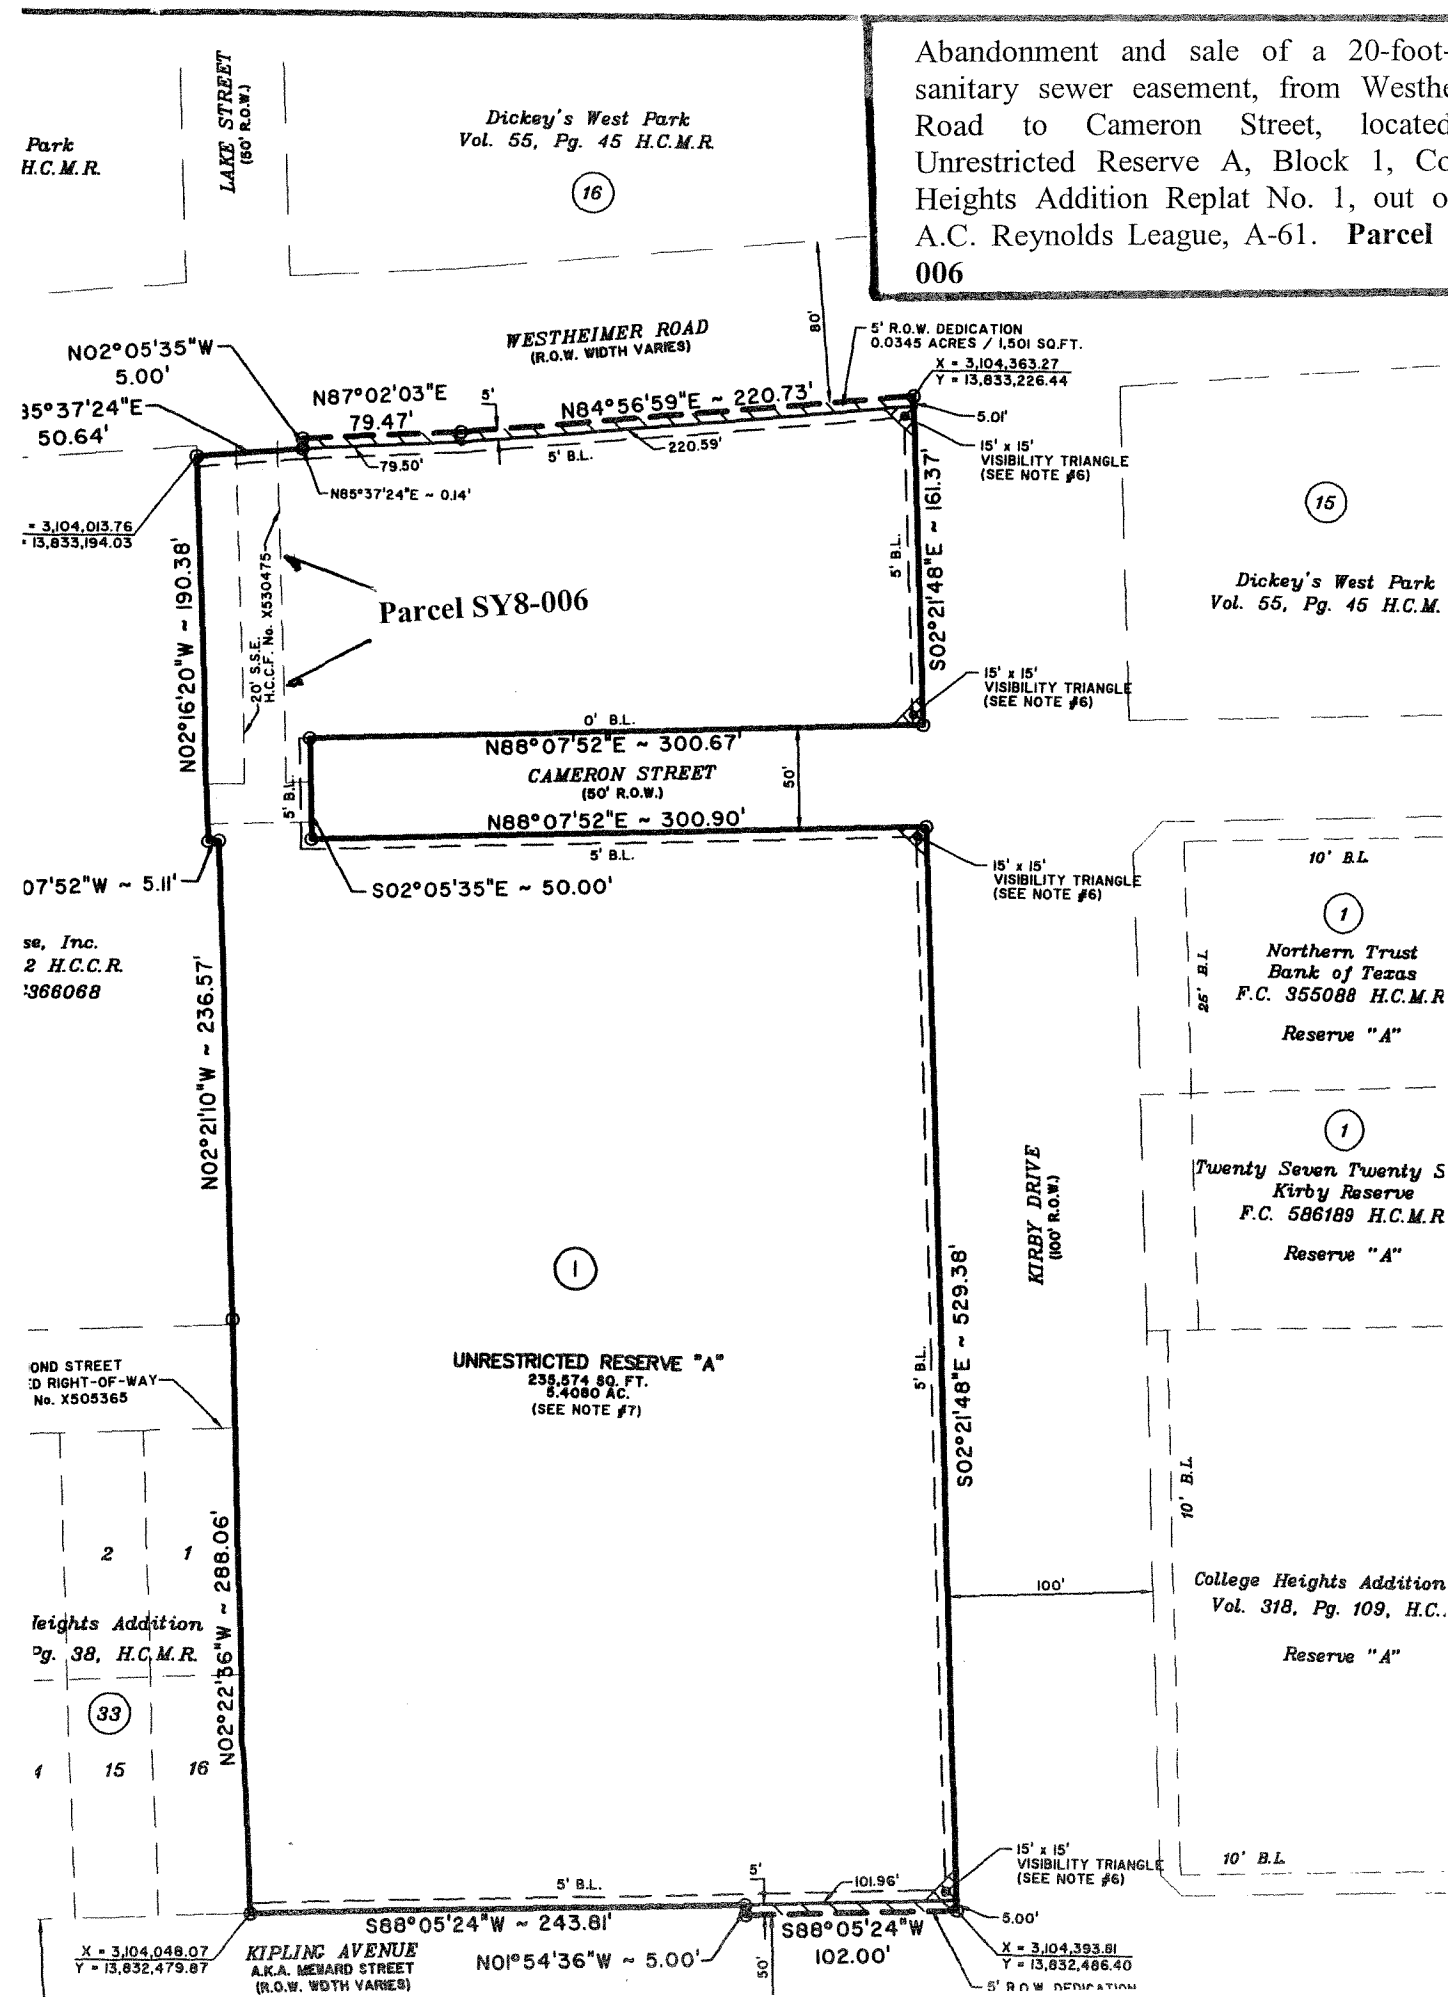 Abandonment and sale of a 20-foot-
sanitary sewer easement, from Westhe
Road to Cameron Street, located
Unrestricted Reserve A, Block 1, Co
Heights Addition Replat No. 1, out o
A.C. Reynolds League, A-61. Parcel
006
LAKE STREET
(50' R.O.W.)
Park
H.C.M.R.
Dickey's West Park
Vol. 55, Pg. 45 H.C.M.R.
16
WESTHEIMER ROAD
(R.O.W. WIDTH VARIES)
80'
5' R.O.W. DEDICATION
0.0345 ACRES / 1,501 SQ.FT.
X = 3,104,363.27
Y = 13,833,226.44
N02°05'35"W
5.00'
35°37'24"E
50.64'
N87°02'03"E
79.47'
5'
N84°56'59"E ~ 220.73'
5.01'
15' x 15'
VISIBILITY TRIANGLE
(SEE NOTE #6)
79.50'
5' B.L.
220.59'
N85°37'24"E ~ 0.14'
= 3,104,013.76
= 13,833,194.03
N02°16'20"W ~ 190.38'
20' S.S.E.
H.C.C.F. No. X530475
Parcel SY8-006
5' B.L.
S02°21'48"E ~ 161.37'
15
Dickey's West Park
Vol. 55, Pg. 45 H.C.M.
15' x 15'
VISIBILITY TRIANGLE
(SEE NOTE #6)
0' B.L.
N88°07'52"E ~ 300.67'
CAMERON STREET
(50' R.O.W.)
50'
5' B.L.
N88°07'52"E ~ 300.90'
5' B.L.
15' x 15'
VISIBILITY TRIANGLE
(SEE NOTE #6)
07'52"W ~ 5.11'
S02°05'35"E ~ 50.00'
10' B.L.
1
Northern Trust
Bank of Texas
F.C. 355088 H.C.M.R
Reserve "A"
25' B.L.
se, Inc.
2 H.C.C.R.
366068
N02°21'10"W ~ 236.57'
1
Twenty Seven Twenty S
Kirby Reserve
F.C. 586189 H.C.M.R
Reserve "A"
KIRBY DRIVE
(100' R.O.W.)
1
UNRESTRICTED RESERVE "A"
235,574 SQ. FT.
5.4080 AC.
(SEE NOTE #7)
5' B.L.
S02°21'48"E ~ 529.38'
OND STREET
D RIGHT-OF-WAY
No. X505365
10' B.L.
2
1
N02°22'36"W ~ 288.06'
100'
College Heights Addition
Vol. 318, Pg. 109, H.C.
Reserve "A"
Heights Addition
Pg. 38, H.C.M.R.
33
4
15
16
15' x 15'
VISIBILITY TRIANGLE
(SEE NOTE #6)
10' B.L.
5' B.L.
5'
101.96'
S88°05'24"W ~ 243.81'
S88°05'24"W
102.00'
5.00'
X = 3,104,048.07
Y = 13,832,479.87
KIPLING AVENUE
A.K.A. MENARD STREET
(R.O.W. WIDTH VARIES)
N01°54'36"W ~ 5.00'
50'
X = 3,104,393.81
Y = 13,832,486.40
5' R.O.W. DEDICATION